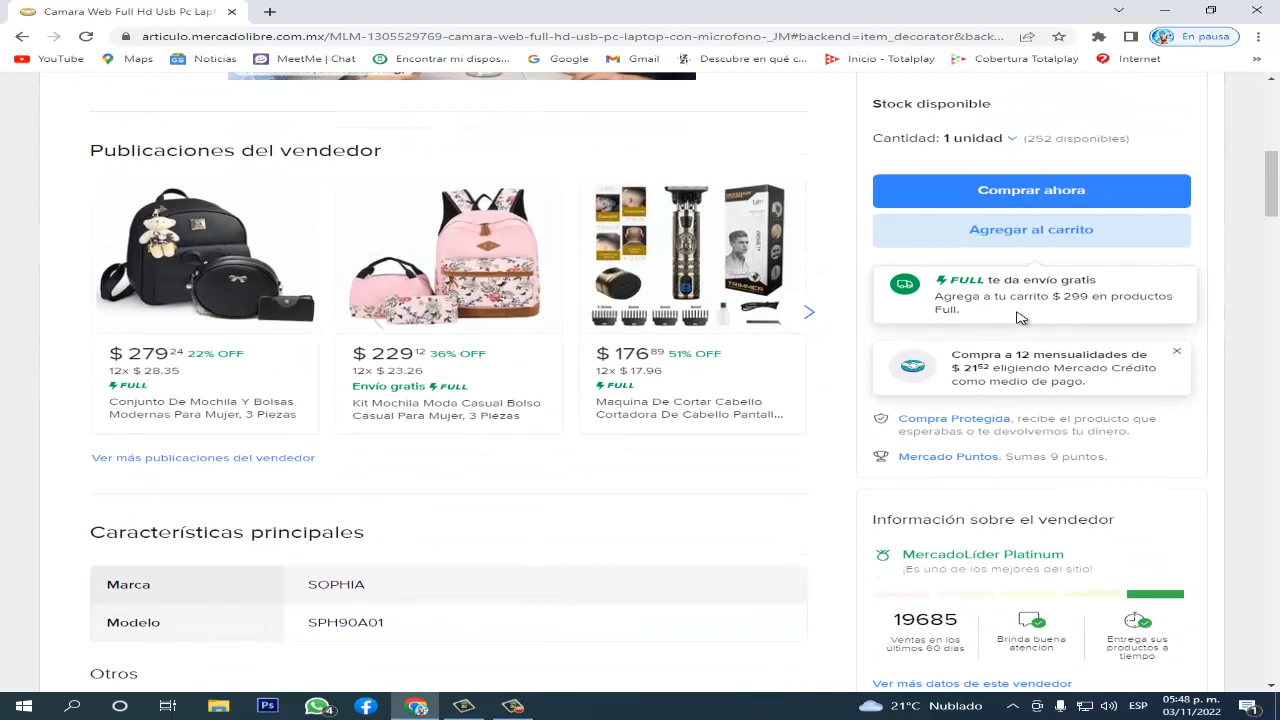 Camara Web Full Hd Usb Pc Lapt
articulo.mercadolibre.com.mx/MLM-1305529769-camara-web-full-hd-usb-pc-laptop-con-microfono-_JM#backend=item_decorator&back...
En pausa
YouTube
Maps
Noticias
MeetMe | Chat
Encontrar mi dispos...
Google
Gmail
Descubre en qué c...
Inicio - Totalplay
Cobertura Totalplay
Internet
»
Publicaciones del vendedor
$ 279 24 22% OFF
12x $ 28.35
FULL
Conjunto De Mochila Y Bolsas
Modernas Para Mujer, 3 Piezas
$ 229 12 36% OFF
12x $ 23.26
Envío gratis FULL
Kit Mochila Moda Casual Bolso
Casual Para Mujer, 3 Piezas
TRIMMER
$ 176 89 51% OFF
12x $ 17.96
FULL
Maquina De Cortar Cabello
Cortadora De Cabello Pantall...
Ver más publicaciones del vendedor
Características principales
Marca SOPHIA
Modelo SPH90A01
Otros
Stock disponible
Cantidad: 1 unidad (252 disponibles)
Comprar ahora
Agregar al carrito
FULL te da envío gratis
Agrega a tu carrito $ 299 en productos
Full.
Compra a 12 mensualidades de
$ 21 52 eligiendo Mercado Crédito
como medio de pago.
Compra Protegida, recibe el producto que
esperabas o te devolvemos tu dinero.
Mercado Puntos. Sumas 9 puntos.
Información sobre el vendedor
MercadoLíder Platinum
¡Es uno de los mejores del sitio!
19685
Ventas en los
últimos 60 días
Brinda buena
atención
Entrega sus
productos a
tiempo
Ver más datos de este vendedor
Ps
4
21°C Nublado
ESP
05:48 p. m.
03/11/2022
1